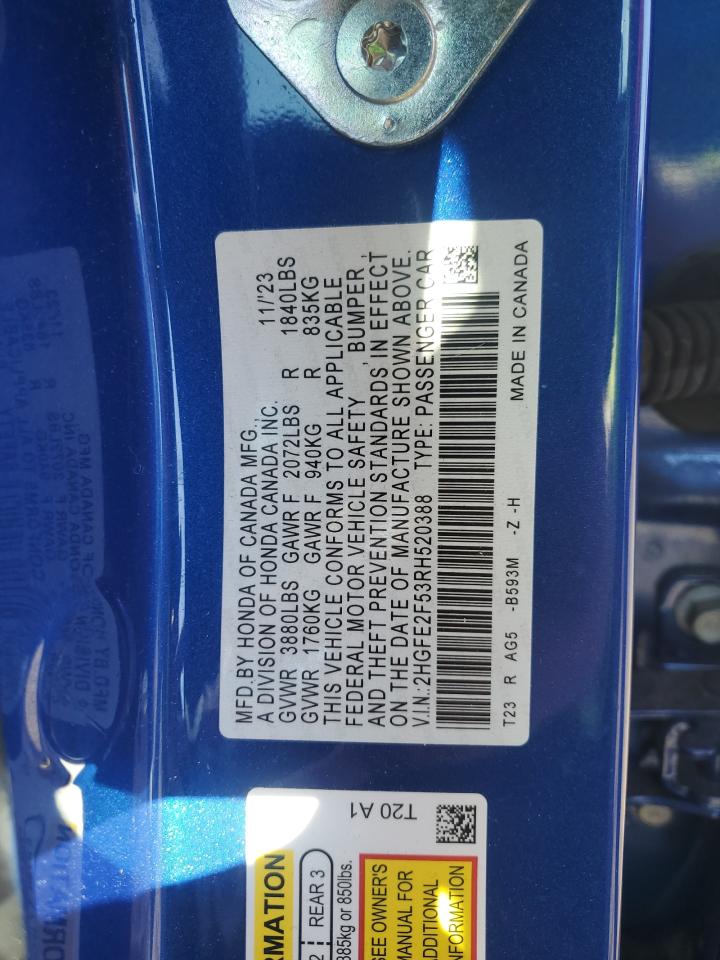 MFD.BY HONDA OF CANADA MFG.,
A DIVISION OF HONDA CANADA INC. 11/'23
GVWR 3880LBS GAWR F 2072LBS R 1840LBS
GVWR 1760KG GAWR F 940KG R 835KG
THIS VEHICLE CONFORMS TO ALL APPLICABLE
FEDERAL MOTOR VEHICLE SAFETY , BUMPER ,
AND THEFT PREVENTION STANDARDS IN EFFECT
ON THE DATE OF MANUFACTURE SHOWN ABOVE.
V.I.N.:2HGFE2F53RH520388 TYPE: PASSENGER CAR
T23 R AG5 -B593M -Z -H MADE IN CANADA
T20 A1
RMATION
2 REAR 3
385kg or 850lbs.
SEE OWNER'S
MANUAL FOR
ADDITIONAL
INFORMATION